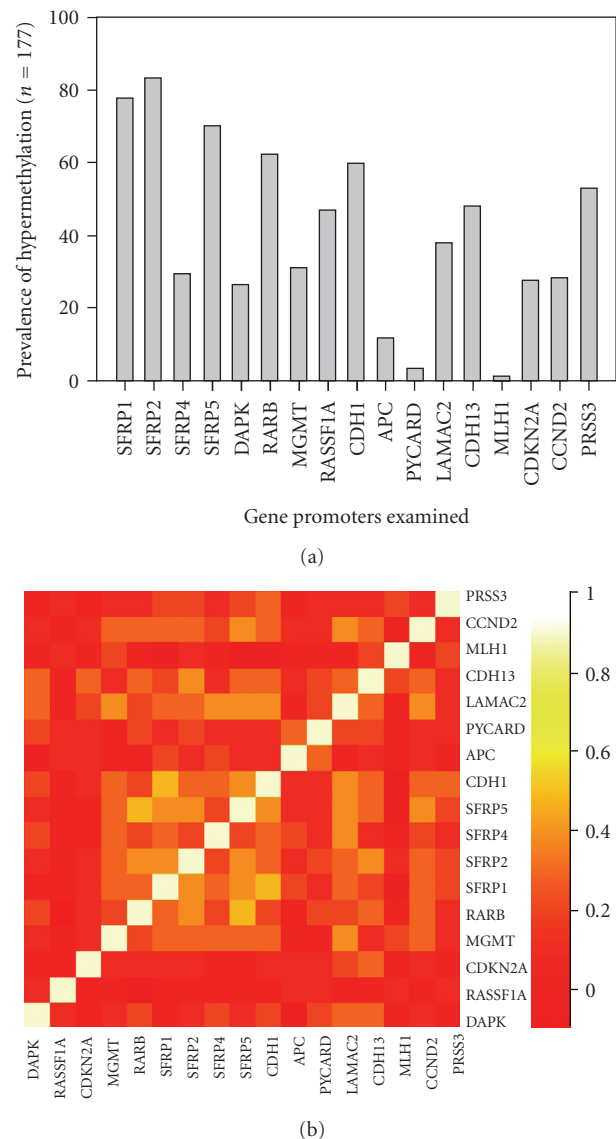 Prevalence of hypermethylation (n = 177)
100
80
60
40
20
0
SFRP1
SFRP2
SFRP4
SFRP5
DAPK
RARB
MGMT
RASSF1A
CDH1
APC
PYCARD
LAMAC2
CDH13
MLH1
CDKN2A
CCND2
PRSS3
Gene promoters examined
(a)
PRSS3
CCND2
MLH1
CDH13
LAMAC2
PYCARD
APC
CDH1
SFRP5
SFRP4
SFRP2
SFRP1
RARB
MGMT
CDKN2A
RASSF1A
DAPK
1
0.8
0.6
0.4
0.2
0
DAPK
RASSF1A
CDKN2A
MGMT
RARB
SFRP1
SFRP2
SFRP4
SFRP5
CDH1
APC
PYCARD
LAMAC2
CDH13
MLH1
CCND2
PRSS3
(b)